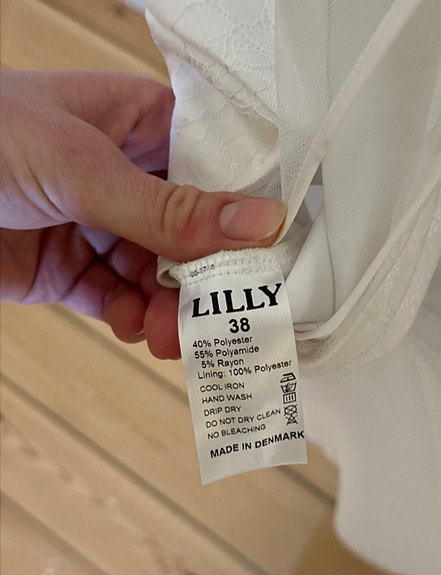 LILLY
38
40% Polyester
55% Polyamide
5% Rayon
Lining: 100% Polyester
COOL IRON
HAND WASH
DRIP DRY
DO NOT DRY CLEAN
NO BLEACHING
MADE IN DENMARK